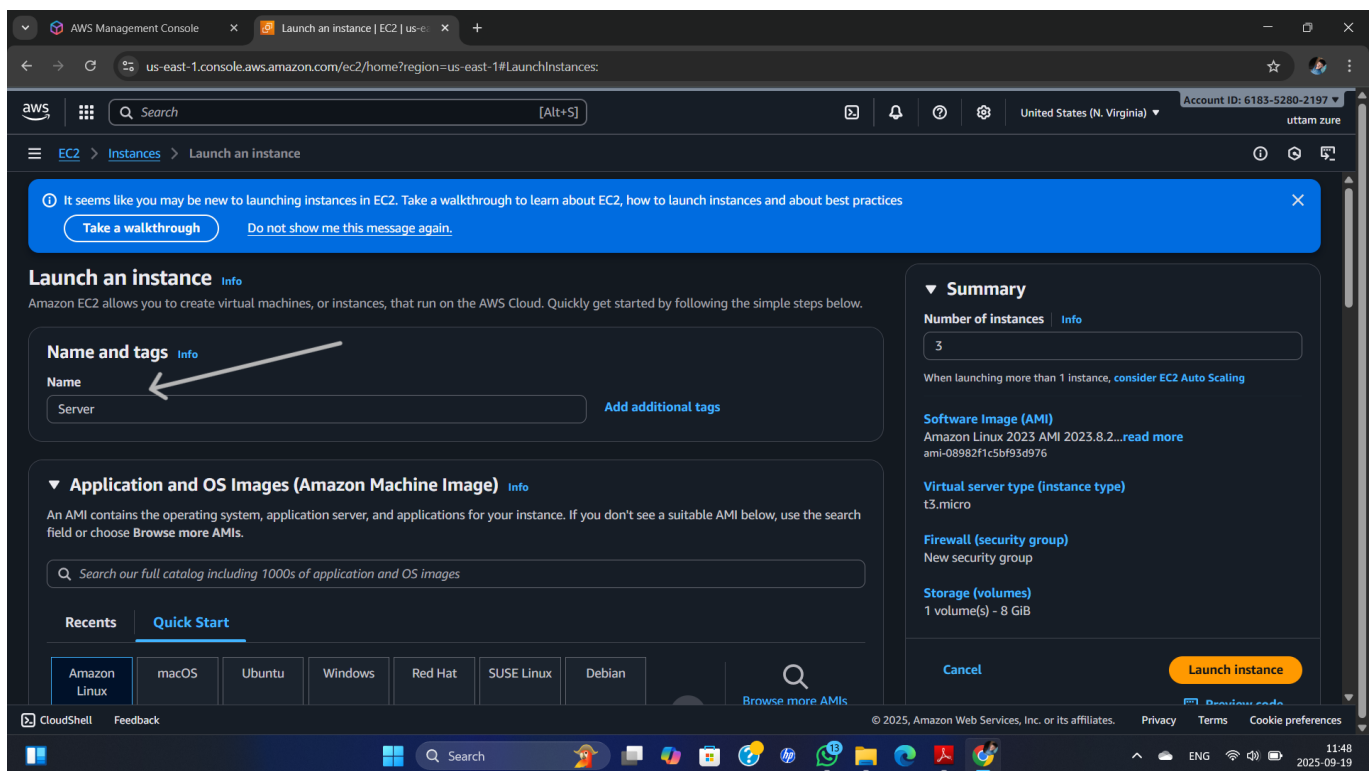 AWS Management Console
Launch an instance | EC2 | us-e
us-east-1.console.aws.amazon.com/ec2/home?region=us-east-1#LaunchInstances:
aws
Search
[Alt+S]
United States (N. Virginia)
Account ID: 6183-5280-2197
uttam zure
EC2 > Instances > Launch an instance
It seems like you may be new to launching instances in EC2. Take a walkthrough to learn about EC2, how to launch instances and about best practices
Take a walkthrough
Do not show me this message again.
Launch an instance Info
Amazon EC2 allows you to create virtual machines, or instances, that run on the AWS Cloud. Quickly get started by following the simple steps below.
Name and tags Info
Name
Server
Add additional tags
Application and OS Images (Amazon Machine Image) Info
An AMI contains the operating system, application server, and applications for your instance. If you don't see a suitable AMI below, use the search
field or choose Browse more AMIs.
Search our full catalog including 1000s of application and OS images
Recents
Quick Start
Amazon
Linux
macOS
Ubuntu
Windows
Red Hat
SUSE Linux
Debian
Browse more AMIs
Summary
Number of instances Info
3
When launching more than 1 instance, consider EC2 Auto Scaling
Software Image (AMI)
Amazon Linux 2023 AMI 2023.8.2...read more
ami-08982f1c5bf93d976
Virtual server type (instance type)
t3.micro
Firewall (security group)
New security group
Storage (volumes)
1 volume(s) - 8 GiB
Cancel
Launch instance
Preview code
CloudShell
Feedback
© 2025, Amazon Web Services, Inc. or its affiliates.
Privacy
Terms
Cookie preferences
Search
hp
13
ENG
11:48
2025-09-19